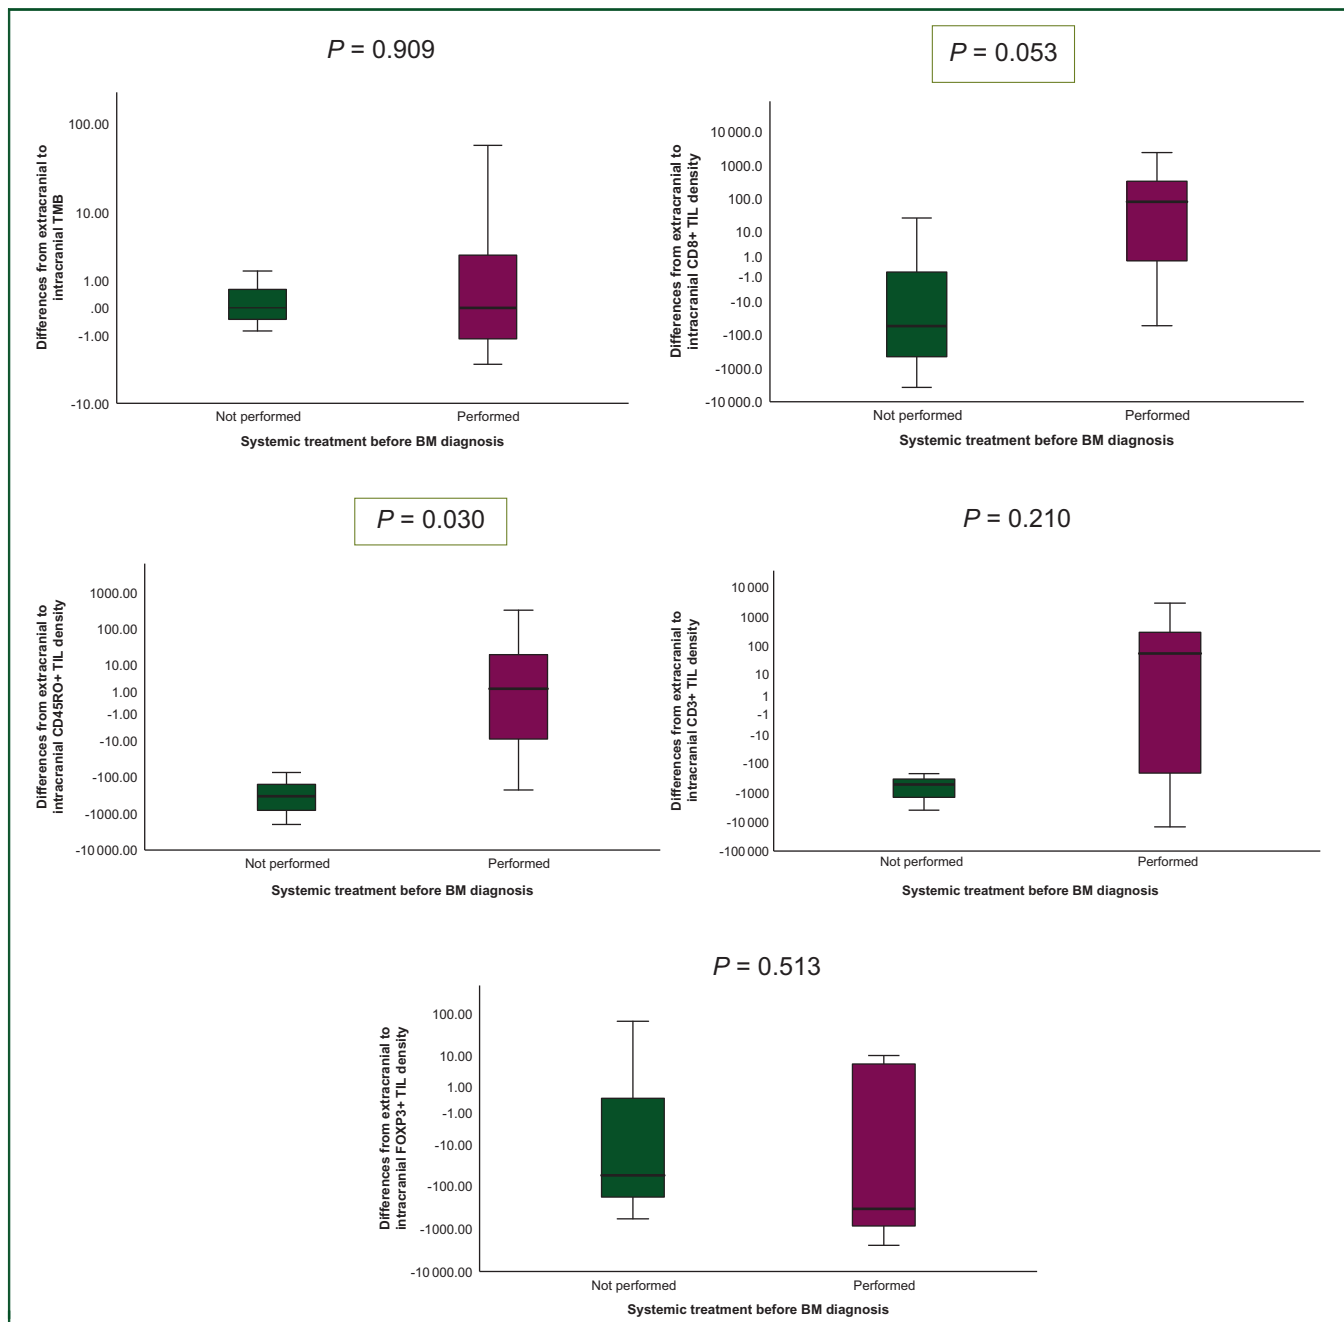 P = 0.909
Differences from extracranial to
intracranial TMB
100.00
10.00
1.00
.00
-1.00
-10.00
Not performed
Performed
Systemic treatment before BM diagnosis
P = 0.053
Differences from extracranial to
intracranial CD8+ TIL density
10 000.0
1000.0
100.0
10.0
1.0
-1.0
-10.0
-100.0
-1000.0
-10 000.0
Not performed
Performed
Systemic treatment before BM diagnosis
P = 0.030
Differences from extracranial to
intracranial CD45RO+ TIL density
1000.00
100.00
10.00
1.00
-1.00
-10.00
-100.00
-1000.00
-10 000.00
Not performed
Performed
Systemic treatment before BM diagnosis
P = 0.210
Differences from extracranial to
intracranial CD3+ TIL density
10 000
1000
100
10
1
-1
-10
-100
-1000
-10 000
-100 000
Not performed
Performed
Systemic treatment before BM diagnosis
P = 0.513
Differences from extracranial to
intracranial FOXP3+ TIL density
100.00
10.00
1.00
-1.00
-10.00
-100.00
-1000.00
-10 000.00
Not performed
Performed
Systemic treatment before BM diagnosis